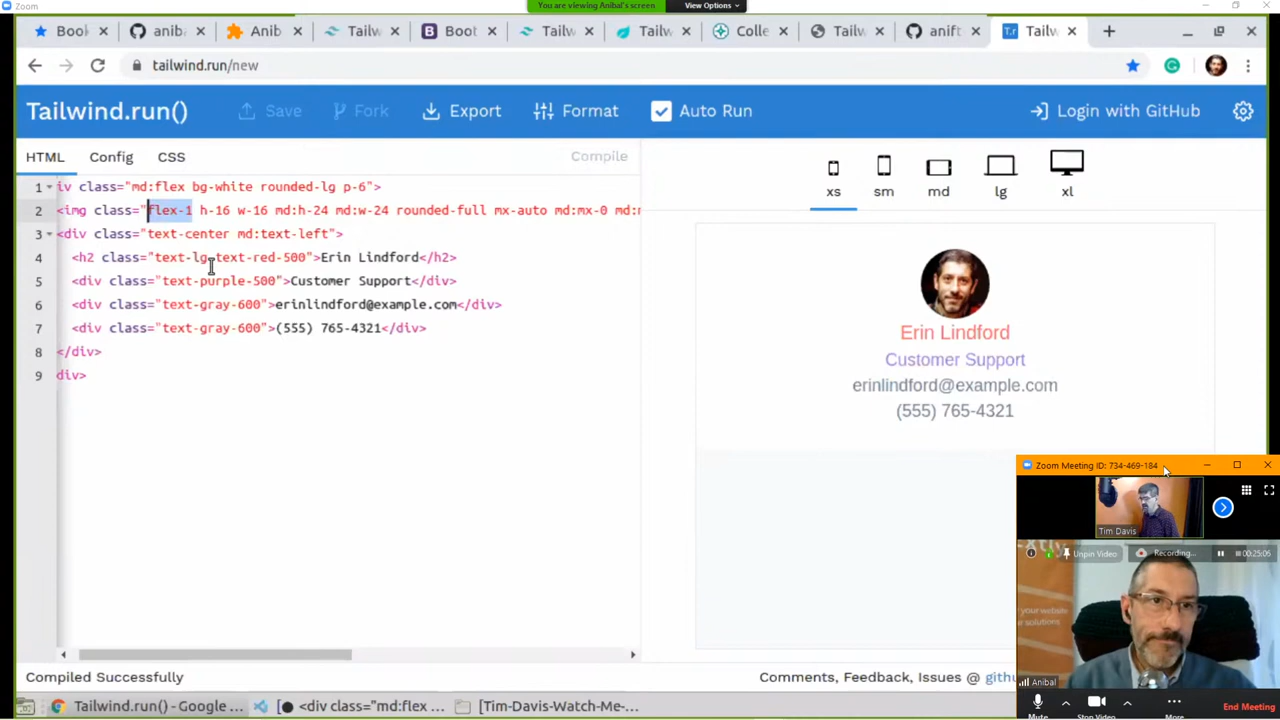 Zoom
You are viewing Anibal's screen
View Options
Book
aniba
Anib
Tailw
Boot
Tailw
Tailw
Colle
Tailw
anift
T.r
Tailw
tailwind.run/new
Tailwind.run()
Save
Fork
Export
Format
Auto Run
Login with GitHub
HTML
Config
CSS
Compile
xs
sm
md
lg
xl
1 iv class="md:flex bg-white rounded-lg p-6">
2 <img class="flex-1 h-16 w-16 md:h-24 md:w-24 rounded-full mx-auto md:mx-0 md:m
3 <div class="text-center md:text-left">
4 <h2 class="text-lg text-red-500">Erin Lindford</h2>
5 <div class="text-purple-500">Customer Support</div>
6 <div class="text-gray-600">erinlindford@example.com</div>
7 <div class="text-gray-600">(555) 765-4321</div>
8 </div>
9 div>
Erin Lindford
Customer Support
erinlindford@example.com
(555) 765-4321
Zoom Meeting ID: 734-469-184
Tim Davis
Unpin Video
Recording...
00:25:06
your website
solutions
Anibal
Mute
Stop Video
More
End Meeting
Compiled Successfully
Comments, Feedback, Issues @ githu
Tailwind.run() - Google ...
<div class="md:flex ...
[Tim-Davis-Watch-Me-...